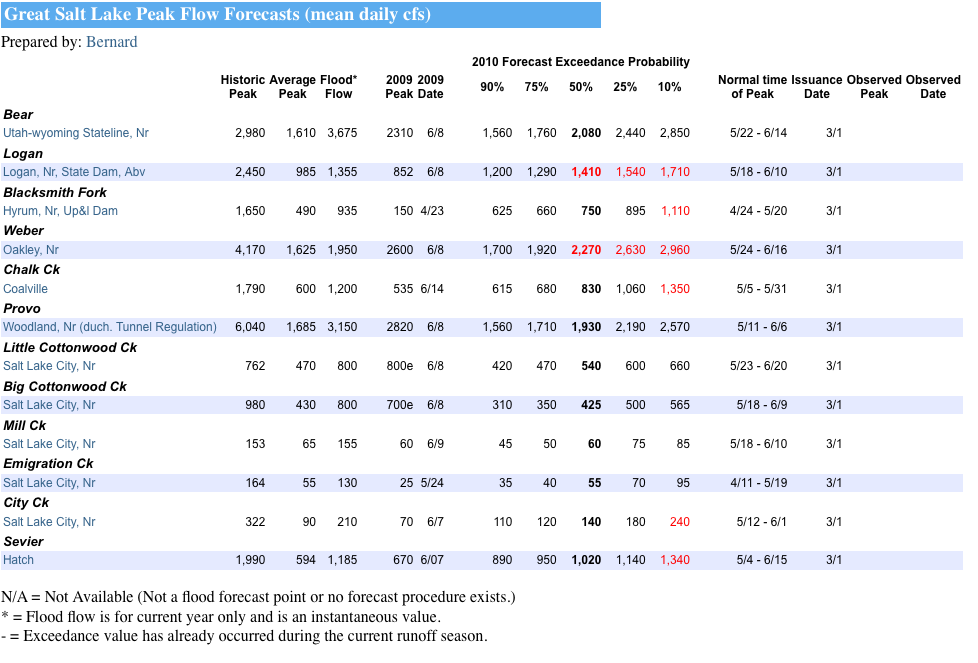 Great Salt Lake Peak Flow Forecasts (mean daily cfs)
Prepared by: Bernard
2010 Forecast Exceedance Probability
Historic Average Flood* 2009 2009 90% 75% 50% 25% 10% Normal time Issuance Observed Observed
Peak Peak Flow Peak Date of Peak Date Peak Date
Bear
Utah-wyoming Stateline, Nr 2,980 1,610 3,675 2310 6/8 1,560 1,760 2,080 2,440 2,850 5/22 - 6/14 3/1
Logan
Logan, Nr, State Dam, Abv 2,450 985 1,355 852 6/8 1,200 1,290 1,410 1,540 1,710 5/18 - 6/10 3/1
Blacksmith Fork
Hyrum, Nr, Up&l Dam 1,650 490 935 150 4/23 625 660 750 895 1,110 4/24 - 5/20 3/1
Weber
Oakley, Nr 4,170 1,625 1,950 2600 6/8 1,700 1,920 2,270 2,630 2,960 5/24 - 6/16 3/1
Chalk Ck
Coalville 1,790 600 1,200 535 6/14 615 680 830 1,060 1,350 5/5 - 5/31 3/1
Provo
Woodland, Nr (duch. Tunnel Regulation) 6,040 1,685 3,150 2820 6/8 1,560 1,710 1,930 2,190 2,570 5/11 - 6/6 3/1
Little Cottonwood Ck
Salt Lake City, Nr 762 470 800 800e 6/8 420 470 540 600 660 5/23 - 6/20 3/1
Big Cottonwood Ck
Salt Lake City, Nr 980 430 800 700e 6/8 310 350 425 500 565 5/18 - 6/9 3/1
Mill Ck
Salt Lake City, Nr 153 65 155 60 6/9 45 50 60 75 85 5/18 - 6/10 3/1
Emigration Ck
Salt Lake City, Nr 164 55 130 25 5/24 35 40 55 70 95 4/11 - 5/19 3/1
City Ck
Salt Lake City, Nr 322 90 210 70 6/7 110 120 140 180 240 5/12 - 6/1 3/1
Sevier
Hatch 1,990 594 1,185 670 6/07 890 950 1,020 1,140 1,340 5/4 - 6/15 3/1
N/A = Not Available (Not a flood forecast point or no forecast procedure exists.)
* = Flood flow is for current year only and is an instantaneous value.
- = Exceedance value has already occurred during the current runoff season.